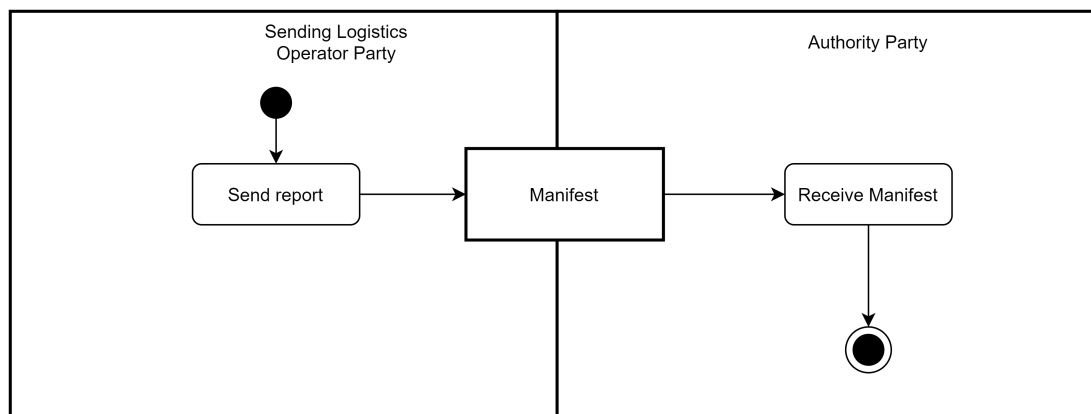 Sending Logistics
Operator Party
Authority Party
Send report
Manifest
Receive Manifest